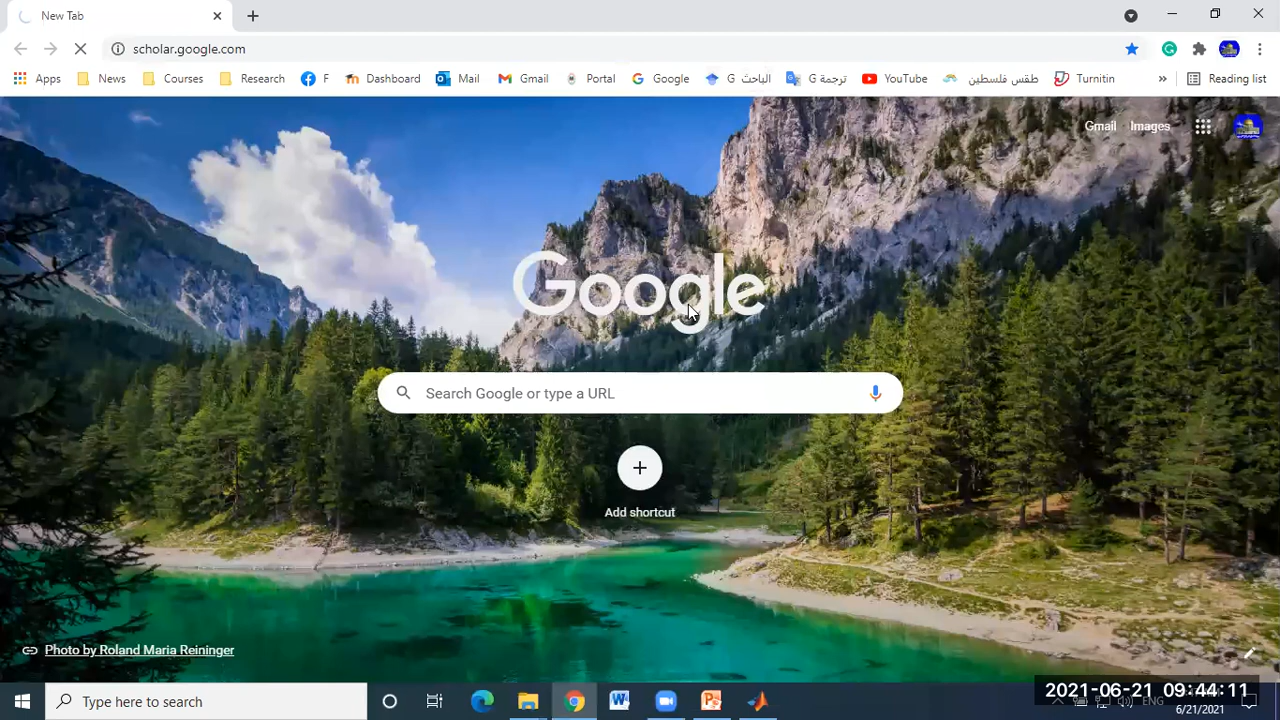 New Tab
scholar.google.com
Apps News Courses Research F Dashboard Mail Gmail Portal Google G الباحث G ترجمة YouTube طقس فلسطين Turnitin » Reading list
Gmail Images
Google
Search Google or type a URL
Add shortcut
Photo by Roland Maria Reininger
Type here to search
2021-06-21 09:44:11
ENG
6/21/2021